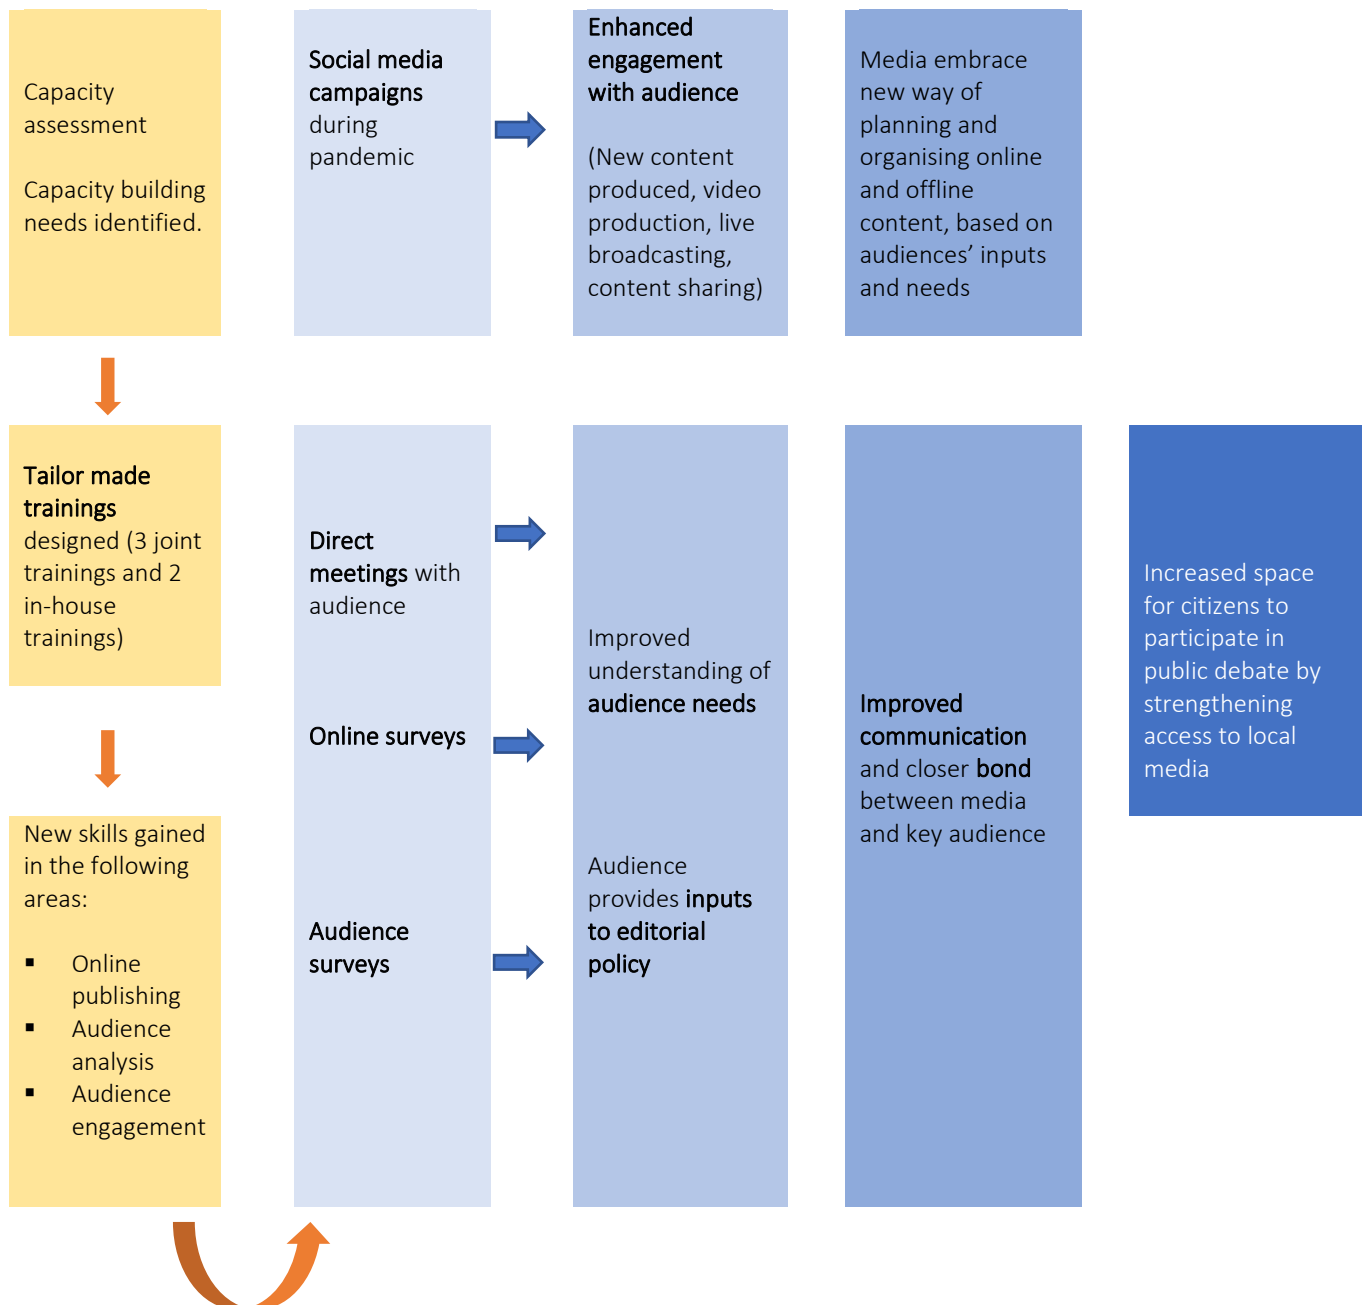 Capacity
assessment
Capacity building
needs identified.
Social media
campaigns
during
pandemic
Enhanced
engagement
with audience
(New content
produced, video
production, live
broadcasting,
content sharing)
Media embrace
new way of
planning and
organising online
and offline
content, based on
audiences’ inputs
and needs
Tailor made
trainings
designed (3 joint
trainings and 2
in-house
trainings)
New skills gained
in the following
areas:
▪ Online
publishing
▪ Audience
analysis
▪ Audience
engagement
Direct
meetings with
audience
Online surveys
Audience
surveys
Improved
understanding of
audience needs
Audience
provides inputs
to editorial
policy
Improved
communication
and closer bond
between media
and key audience
Increased space
for citizens to
participate in
public debate by
strengthening
access to local
media